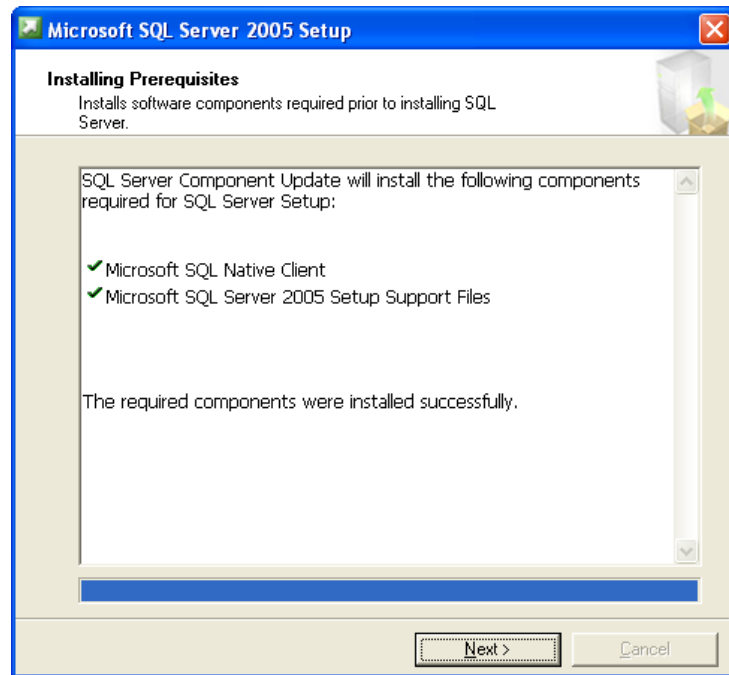 Microsoft SQL Server 2005 Setup
Installing Prerequisites
Installs software components required prior to installing SQL
Server.
SQL Server Component Update will install the following components
required for SQL Server Setup:
Microsoft SQL Native Client
Microsoft SQL Server 2005 Setup Support Files
The required components were installed successfully.
Next >
Cancel